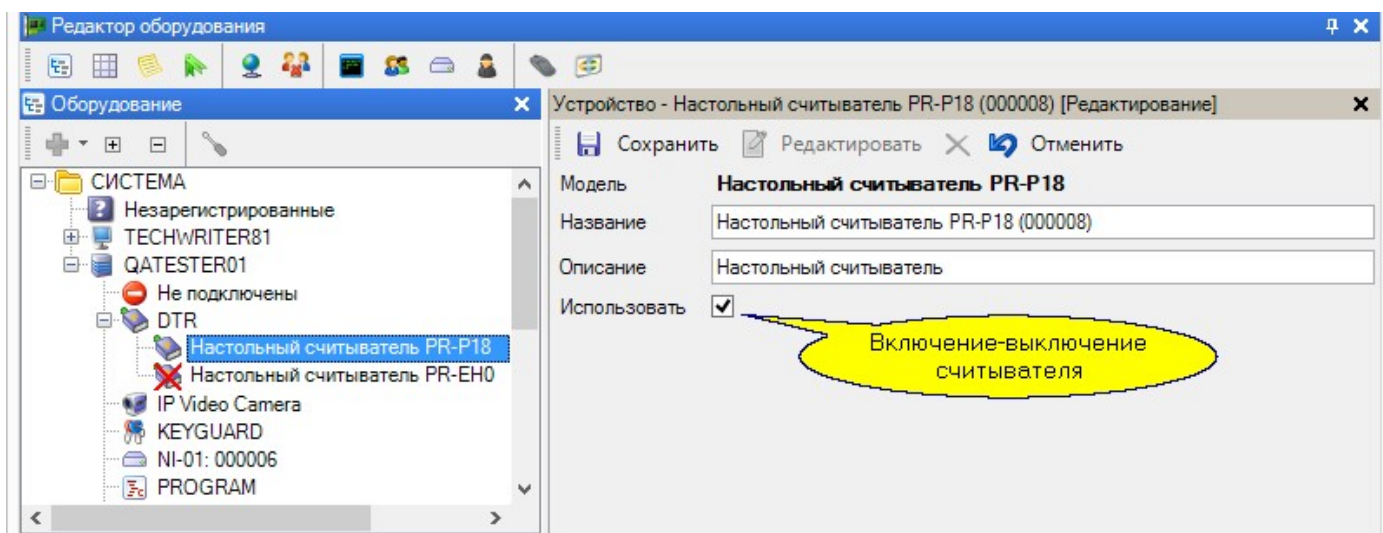 Редактор оборудования
Оборудование
СИСТЕМА
Незарегистрированные
TECHWRITER81
QATESTER01
Не подключены
DTR
Настольный считыватель PR-P18
Настольный считыватель PR-EH0
IP Video Camera
KEYGUARD
NI-01: 000006
PROGRAM
Устройство - Настольный считыватель PR-P18 (000008) [Редактирование]
Сохранить Редактировать Отменить
Модель Настольный считыватель PR-P18
Название Настольный считыватель PR-P18 (000008)
Описание Настольный считыватель
Использовать
Включение-выключение
считывателя